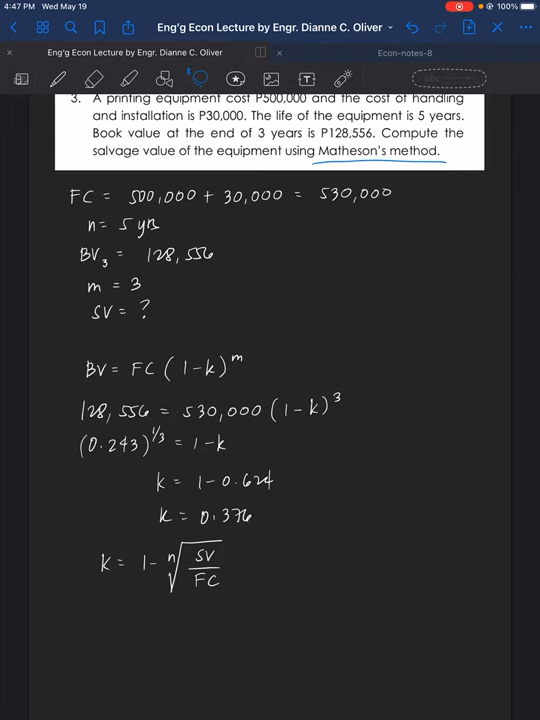 4:47 PM Wed May 19
100%
Eng'g Econ Lecture by Engr. Dianne C. Oliver
Eng'g Econ Lecture by Engr. Dianne C. Oliver
Econ-notes-8
abc
3. A printing equipment cost P500,000 and the cost of handling
and installation is P30,000. The life of the equipment is 5 years.
Book value at the end of 3 years is P128,556. Compute the
salvage value of the equipment using Matheson's method.
FC = 500,000 + 30,000 = 530,000
n = 5 yrs
BV₃ = 128,556
m = 3
SV = ?
BV = FC (1-k)^m
128,556 = 530,000 (1-k)^3
(0.243)^1/3 = 1-k
k = 1-0.624
k = 0.376
k = 1- n√ SV
FC